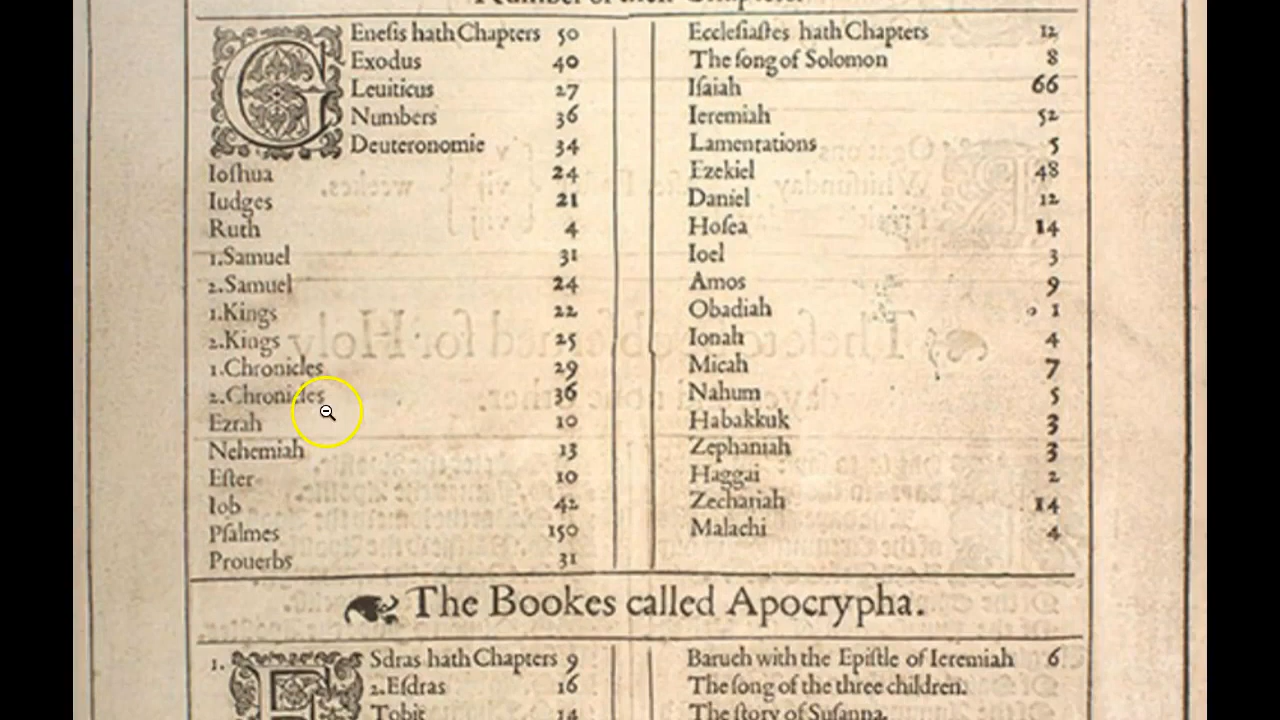 Number of their Chapters.
Geneſis hath Chapters 50
Exodus 40
Leuiticus 27
Numbers 36
Deuteronomie 34
Ioſhua 24
Iudges 21
Ruth 4
1.Samuel 31
2.Samuel 24
1.Kings 22
2.Kings 25
1.Chronicles 29
2.Chronicles 36
Ezrah 10
Nehemiah 13
Eſter 10
Iob 42
Pſalmes 150
Prouerbs 31
Eccleſiaſtes hath Chapters 12
The ſong of Solomon 8
Iſaiah 66
Ieremiah 52
Lamentations 5
Ezekiel 48
Daniel 12
Hoſea 14
Ioel 3
Amos 9
Obadiah 1
Ionah 4
Micah 7
Nahum 5
Habakkuk 3
Zephaniah 3
Haggai 2
Zechariah 14
Malachi 4
The Bookes called Apocrypha.
1. ESdras hath Chapters 9
2.Eſdras 16
Tobit 14
Baruch with the Epiſtle of Ieremiah 6
The ſong of the three children.
The ſtory of Suſanna.